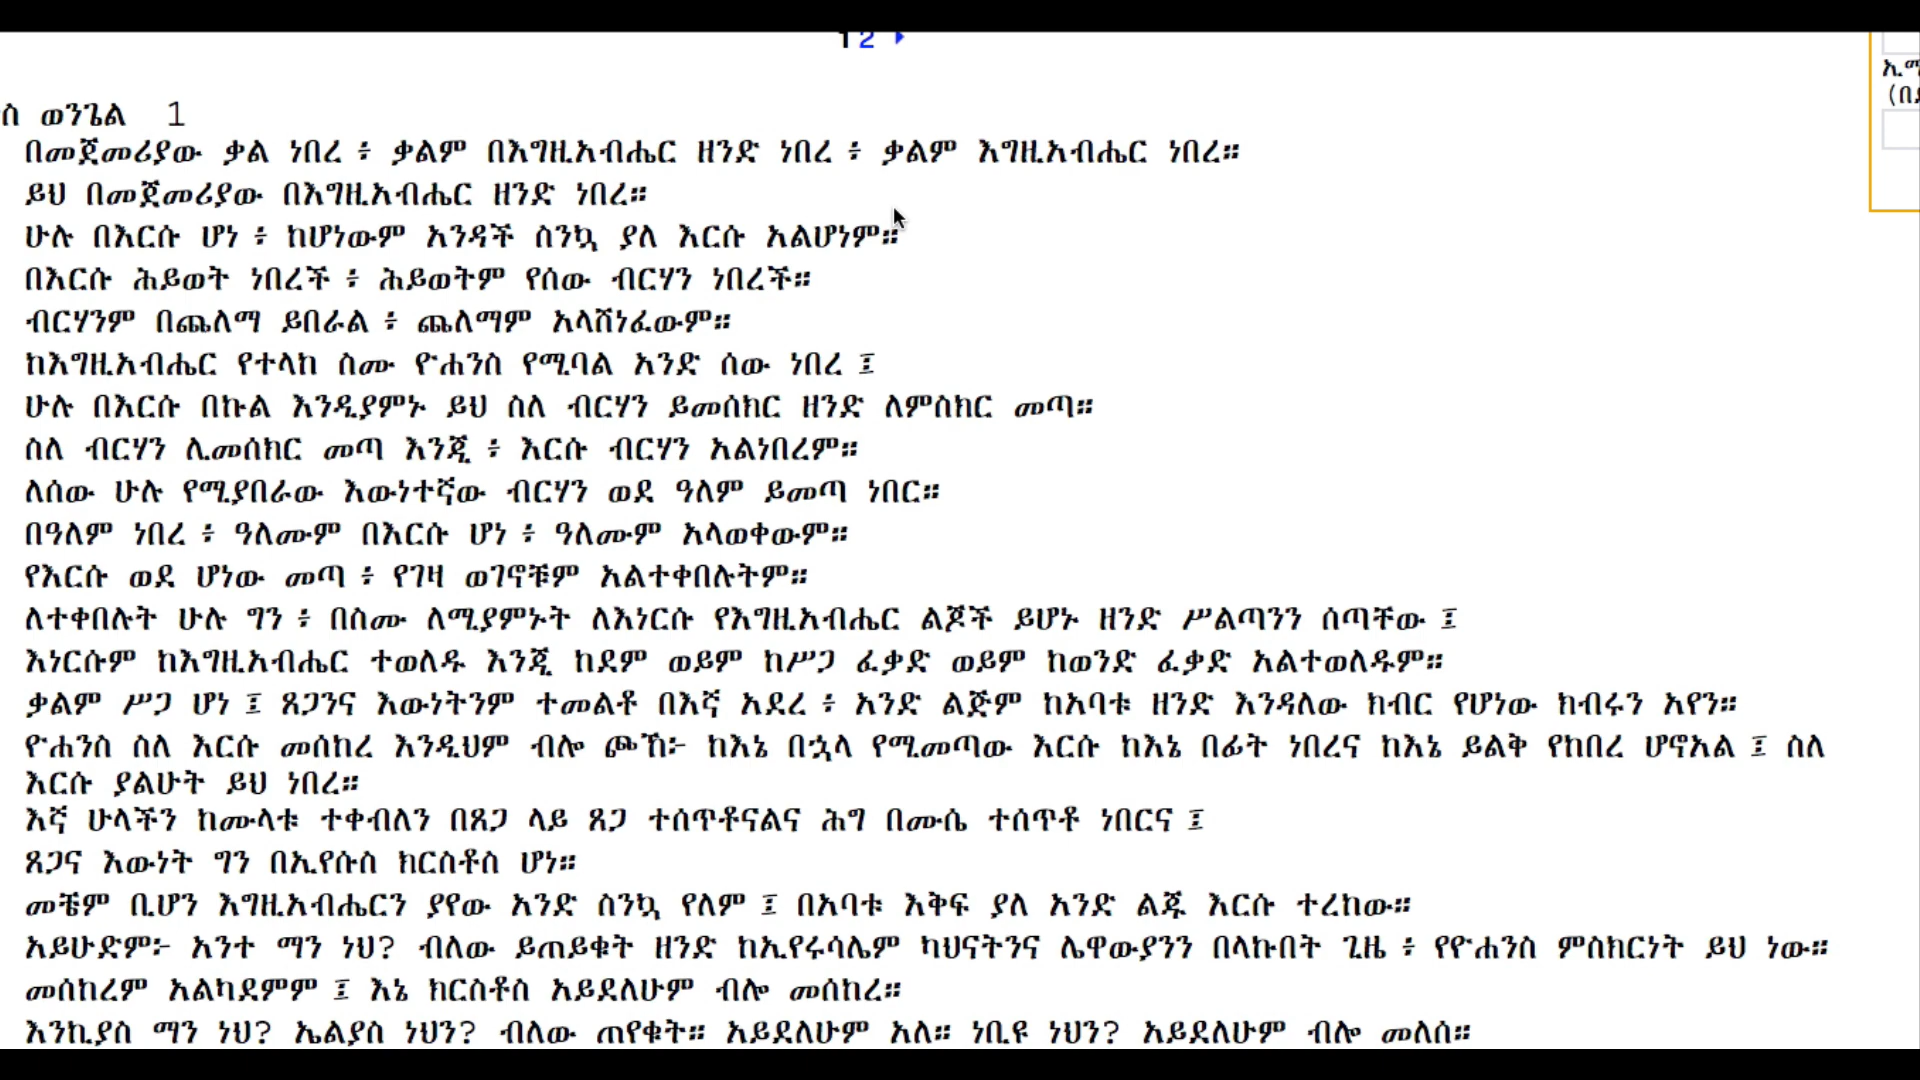 1 2
ስ ወንጌል 1
በመጀመሪያው ቃል ነበረ ፥ ቃልም በእግዚአብሔር ዘንድ ነበረ ፥ ቃልም እግዚአብሔር ነበረ።
ይህ በመጀመሪያው በእግዚአብሔር ዘንድ ነበረ።
ሁሉ በእርሱ ሆነ ፥ ከሆነውም አንዳች ስንኳ ያለ እርሱ አልሆነም።
በእርሱ ሕይወት ነበረች ፥ ሕይወትም የሰው ብርሃን ነበረች።
ብርሃንም በጨለማ ይበራል ፥ ጨለማም አላሸነፈውም።
ከእግዚአብሔር የተላከ ስሙ ዮሐንስ የሚባል አንድ ሰው ነበረ ፤
ሁሉ በእርሱ በኩል እንዲያምኑ ይህ ስለ ብርሃን ይመሰክር ዘንድ ለምስክር መጣ።
ስለ ብርሃን ሊመሰክር መጣ እንጂ ፥ እርሱ ብርሃን አልነበረም።
ለሰው ሁሉ የሚያበራው እውነተኛው ብርሃን ወደ ዓለም ይመጣ ነበር።
በዓለም ነበረ ፥ ዓለሙም በእርሱ ሆነ ፥ ዓለሙም አላወቀውም።
የእርሱ ወደ ሆነው መጣ ፥ የገዛ ወገኖቹም አልተቀበሉትም።
ለተቀበሉት ሁሉ ግን ፥ በስሙ ለሚያምኑት ለእነርሱ የእግዚአብሔር ልጆች ይሆኑ ዘንድ ሥልጣንን ሰጣቸው ፤
እነርሱም ከእግዚአብሔር ተወለዱ እንጂ ከደም ወይም ከሥጋ ፈቃድ ወይም ከወንድ ፈቃድ አልተወለዱም።
ቃልም ሥጋ ሆነ ፤ ጸጋንና እውነትንም ተመልቶ በእኛ አደረ ፥ አንድ ልጅም ከአባቱ ዘንድ እንዳለው ክብር የሆነው ክብሩን አየን።
ዮሐንስ ስለ እርሱ መሰከረ እንዲህም ብሎ ጮኸ፦ ከእኔ በኋላ የሚመጣው እርሱ ከእኔ በፊት ነበረና ከእኔ ይልቅ የከበረ ሆኖአል ፤ ስለ
እርሱ ያልሁት ይህ ነበረ።
እኛ ሁላችን ከሙላቱ ተቀብለን በጸጋ ላይ ጸጋ ተሰጥቶናልና ሕግ በሙሴ ተሰጥቶ ነበርና ፤
ጸጋና እውነት ግን በኢየሱስ ክርስቶስ ሆነ።
መቼም ቢሆን እግዚአብሔርን ያየው አንድ ስንኳ የለም ፤ በአባቱ እቅፍ ያለ አንድ ልጁ እርሱ ተረከው።
አይሁድም፦ አንተ ማን ነህ? ብለው ይጠይቁት ዘንድ ከኢየሩሳሌም ካህናትንና ሌዋውያንን በላኩበት ጊዜ ፥ የዮሐንስ ምስክርነት ይህ ነው።
መሰከረም አልካደምም ፤ እኔ ክርስቶስ አይደለሁም ብሎ መሰከረ።
እንኪያስ ማን ነህ? ኤልያስ ነህን? ብለው ጠየቁት። አይደለሁም አለ። ነቢዩ ነህን? አይደለሁም ብሎ መለሰ።